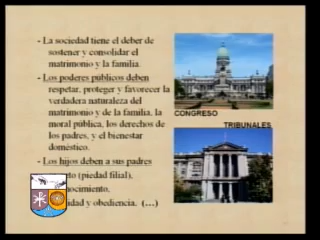 - La sociedad tiene el deber de
sostener y consolidar el
matrimonio y la familia.
- Los poderes públicos deben
respetar, proteger y favorecer la
verdadera naturaleza del
matrimonio y de la familia, la
moral pública, los derechos de
los padres, y el bienestar
doméstico.
- Los hijos deben a sus padres
(piedad filial),
y obediencia. (…)
CONGRESO
TRIBUNALES